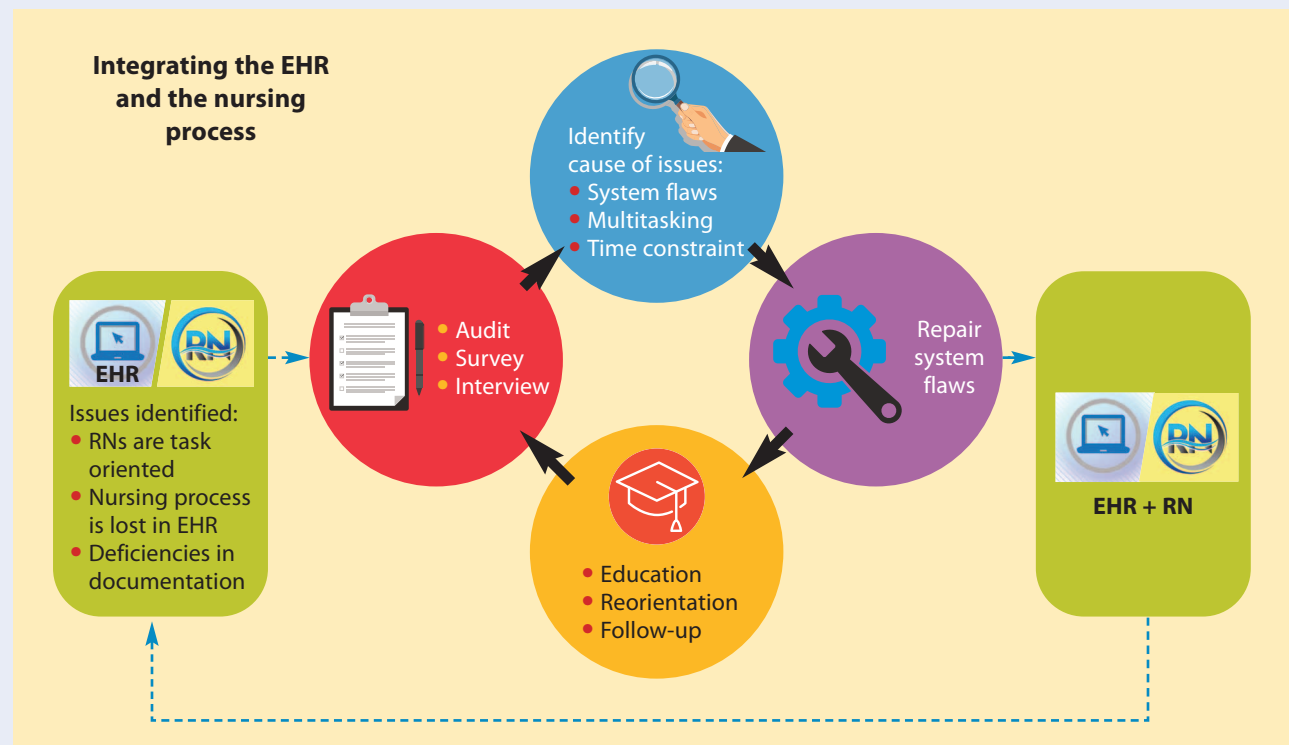 Integrating the EHR
and the nursing
process
EHR
RN
Issues identified:
• RNs are task
oriented
• Nursing process
is lost in EHR
• Deficiencies in
documentation
• Audit
• Survey
• Interview
Identify
cause of issues:
• System flaws
• Multitasking
• Time constraint
Repair
system
flaws
• Education
• Reorientation
• Follow-up
RN
EHR + RN